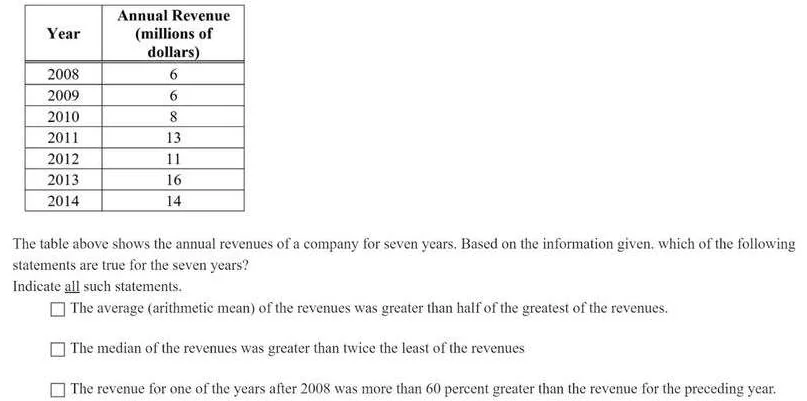 Year Annual Revenue
(millions of
dollars)
2008 6
2009 6
2010 8
2011 13
2012 11
2013 16
2014 14
The table above shows the annual revenues of a company for seven years. Based on the information given. which of the following
statements are true for the seven years?
Indicate all such statements.
The average (arithmetic mean) of the revenues was greater than half of the greatest of the revenues.
The median of the revenues was greater than twice the least of the revenues
The revenue for one of the years after 2008 was more than 60 percent greater than the revenue for the preceding year.